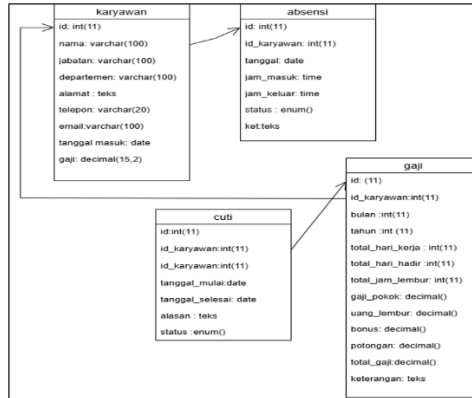 karyawan
id: int(11)
nama: varchar(100)
jabatan: varchar(100)
departemen: varchar(100)
alamat : teks
telepon: varchar(20)
email:varchar(100)
tanggal masuk: date
gaji: decimal(15,2)
absensi
id: int(11)
id_karyawan: int(11)
tanggal: date
jam_masuk: time
jam_keluar: time
status : enum()
ket:teks
cuti
id:int(11)
id_karyawan:int(11)
id_karyawan:int(11)
tanggal_mulai:date
tanggal_selesai: date
alasan : teks
status :enum()
gaji
id: (11)
id_karyawan:int(11)
bulan :int(11)
tahun :int (11)
total_hari_kerja : int(11)
total_hari_hadir :int(11)
total_jam_lembur: int(11)
gaji_pokok: decimal()
uang_lembur: decimal()
bonus: decimal()
potongan: decimal()
total_gaji:decimal()
keterangan: teks